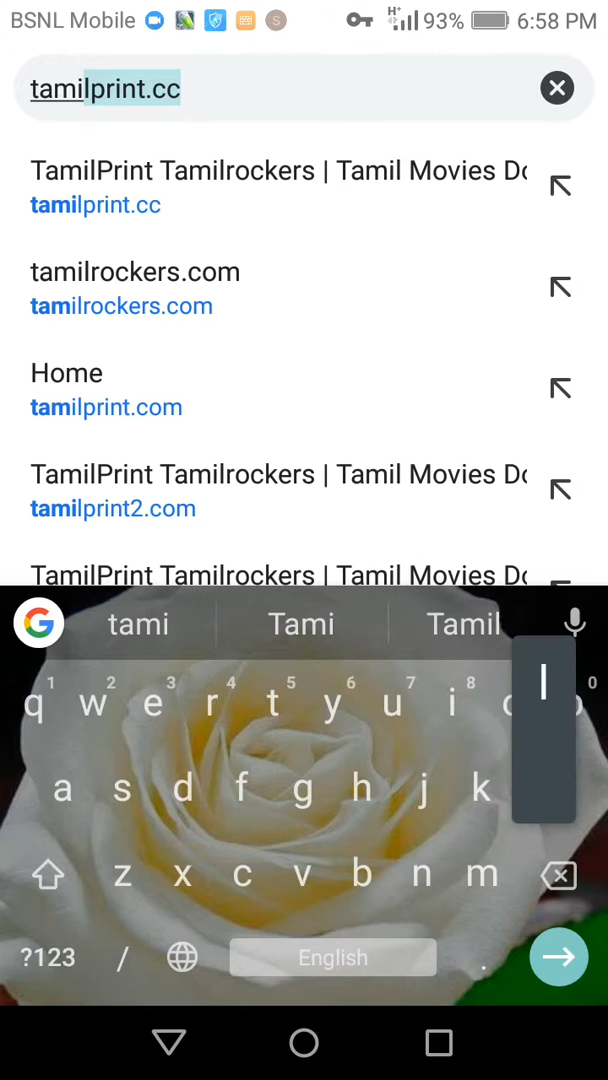 BSNL Mobile S H+ 93% 6:58 PM
tamilprint.cc
TamilPrint Tamilrockers | Tamil Movies Do
tamilprint.cc
tamilrockers.com
tamilrockers.com
Home
tamilprint.com
TamilPrint Tamilrockers | Tamil Movies Do
tamilprint2.com
TamilPrint Tamilrockers | Tamil Movies Do
G tami Tami Tamil
l
1 2 3 4 5 6 7 8 0
q w e r t y u i o p
a s d f g h j k
z x c v b n m
?123 / English .